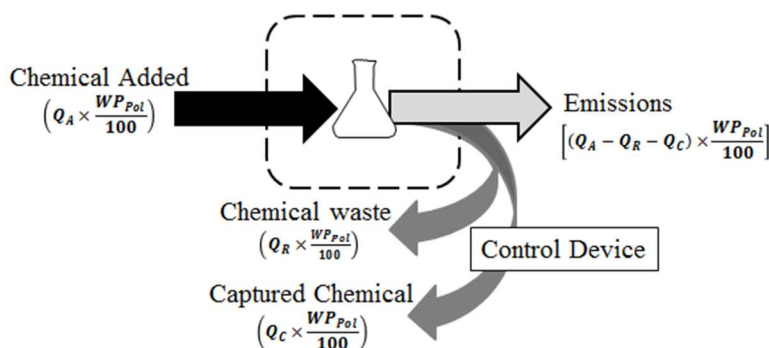 Chemical Added
(Q_A × WP_Pol/100)
Emissions
[(Q_A − Q_R − Q_C) × WP_Pol/100]
Chemical waste
(Q_R × WP_Pol/100)
Control Device
Captured Chemical
(Q_C × WP_Pol/100)